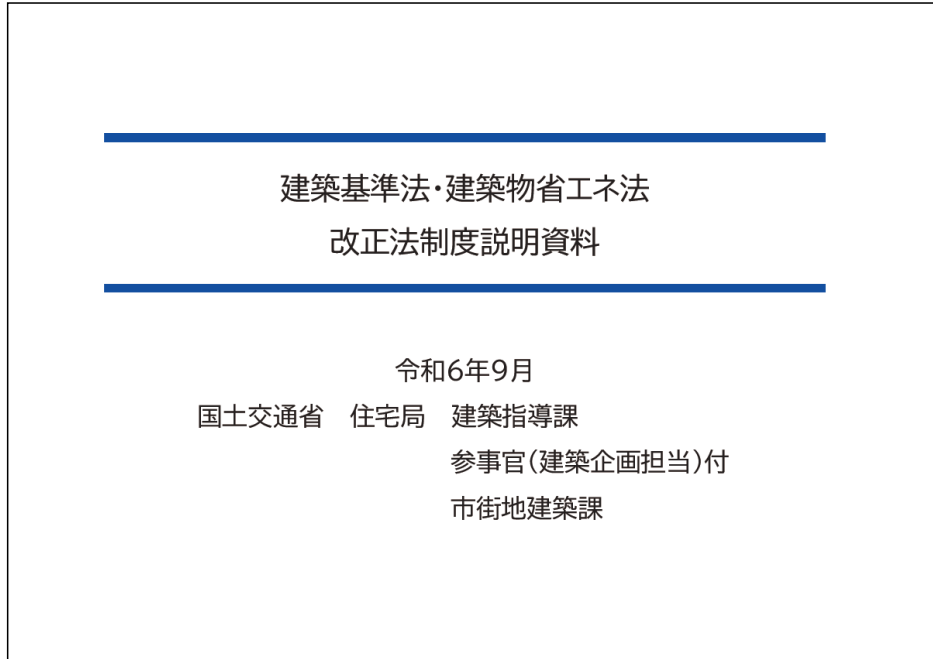 建築基準法・建築物省エネ法
改正法制度説明資料
令和6年9月
国土交通省　住宅局　建築指導課
参事官(建築企画担当)付
市街地建築課